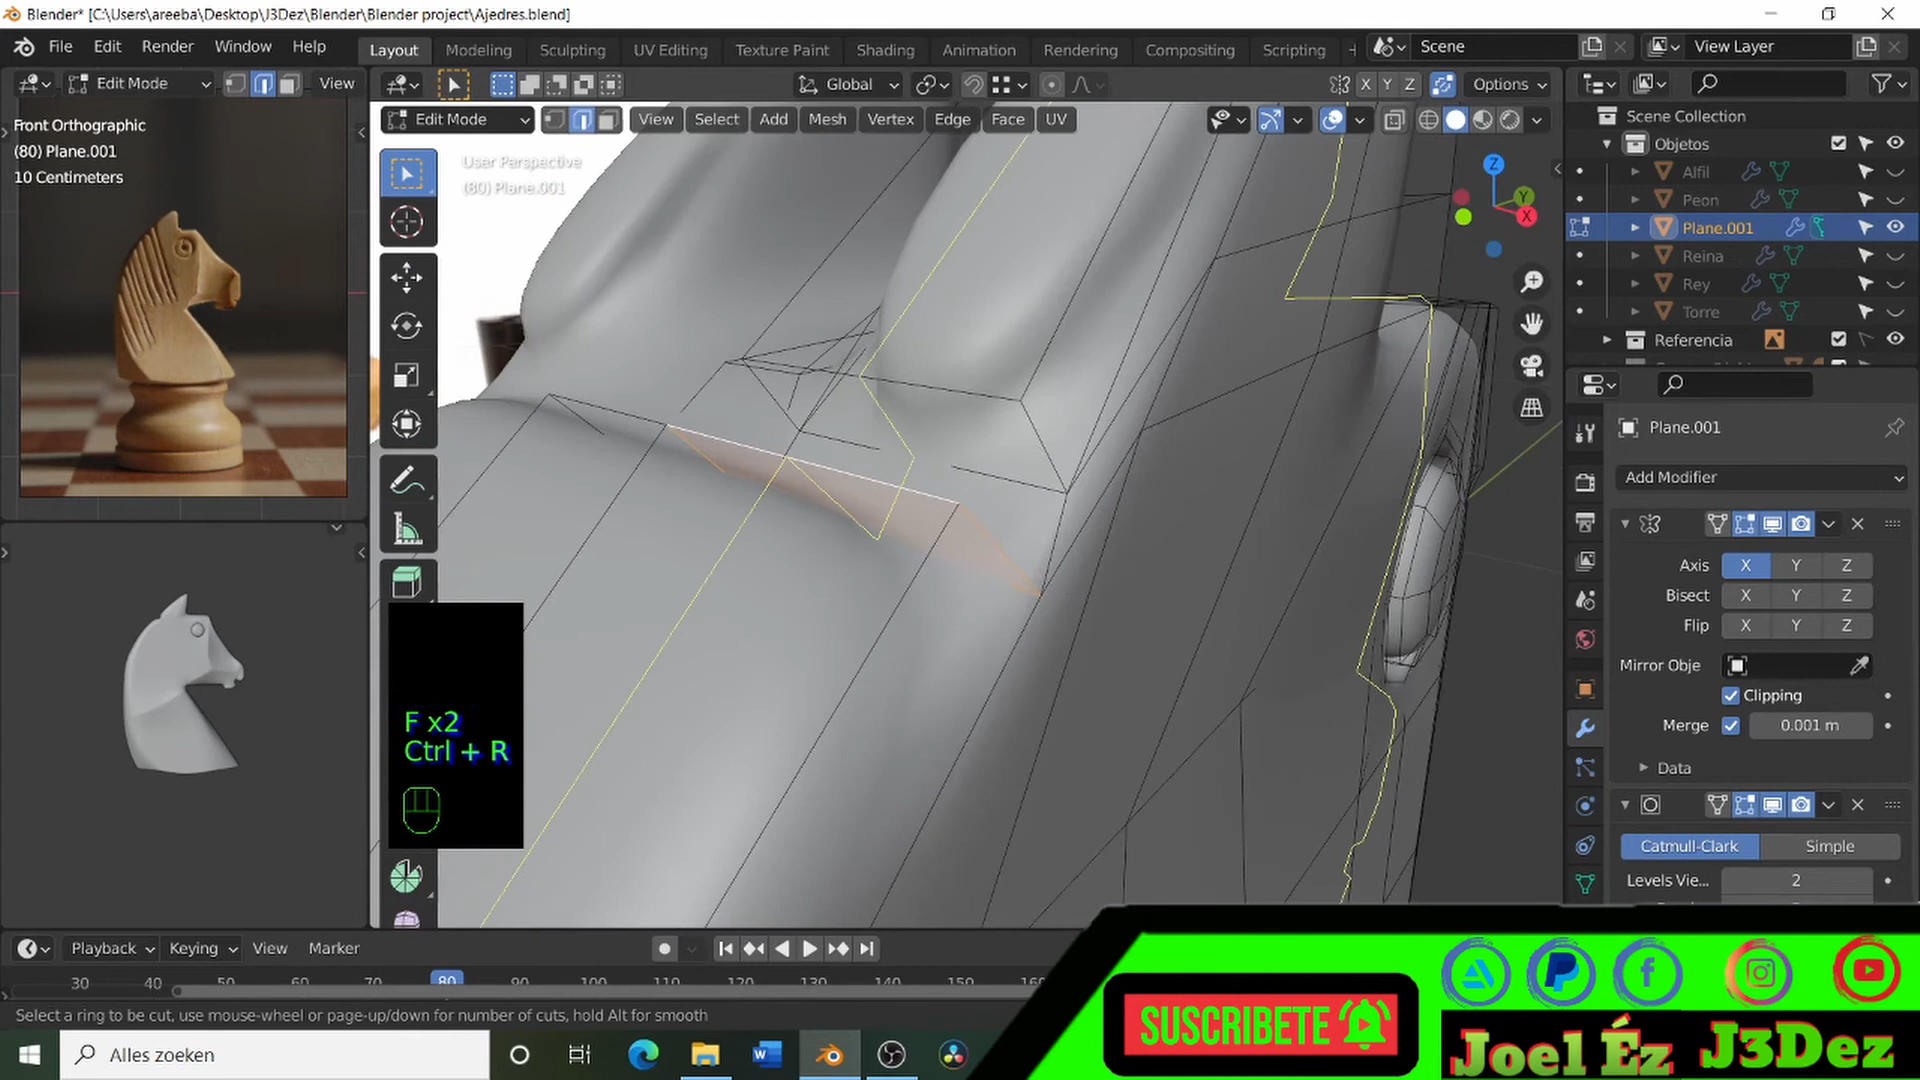 Blender* [C:\Users\areeba\Desktop\J3Dez\Blender\Blender project\Ajedres.blend]
File Edit Render Window Help
Layout Modeling Sculpting UV Editing Texture Paint Shading Animation Rendering Compositing Scripting
Scene
View Layer
Edit Mode View
Global
X Y Z Options
Front Orthographic
(80) Plane.001
10 Centimeters
Edit Mode View Select Add Mesh Vertex Edge Face UV
User Perspective
(80) Plane.001
Z
Y
X
Scene Collection
Objetos
Alfil
Peon
Plane.001
Reina
Rey
Torre
Referencia
Plane.001
Add Modifier
Axis X Y Z
Bisect X Y Z
Flip X Y Z
Mirror Obje
Clipping
Merge 0.001 m
Data
Catmull-Clark Simple
Levels Vie... 2
F x2
Ctrl + R
Playback Keying View Marker
30 40 50 60 70 80 90 100 110 120 130 140 150 160
Select a ring to be cut, use mouse-wheel or page-up/down for number of cuts, hold Alt for smooth
SUSCRIBETE
Joel Éz J3Dez
Alles zoeken